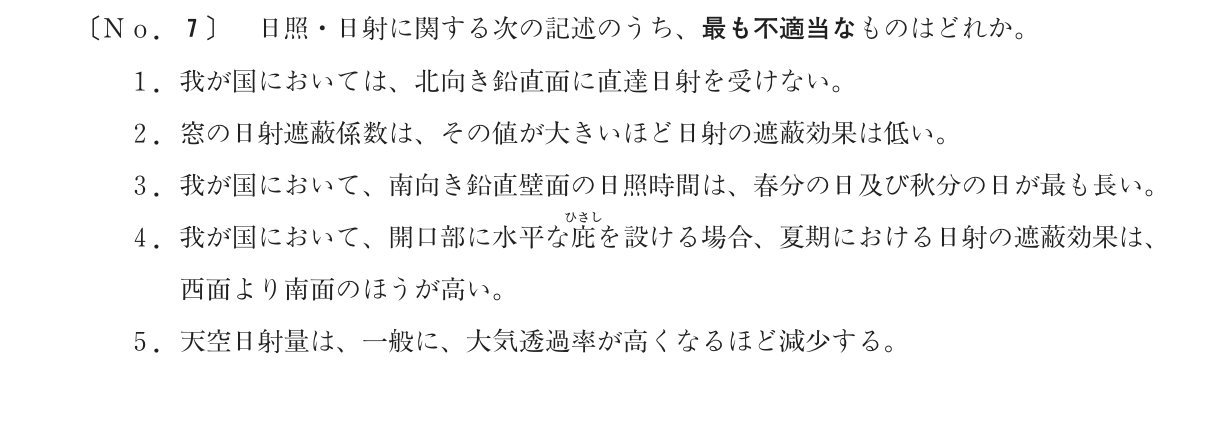 〔Ｎｏ．７〕　日照・日射に関する次の記述のうち、最も不適当なものはどれか。
１．我が国においては、北向き鉛直面に直達日射を受けない。
２．窓の日射遮蔽係数は、その値が大きいほど日射の遮蔽効果は低い。
３．我が国において、南向き鉛直壁面の日照時間は、春分の日及び秋分の日が最も長い。
ひさし
４．我が国において、開口部に水平な庇を設ける場合、夏期における日射の遮蔽効果は、
西面より南面のほうが高い。
５．天空日射量は、一般に、大気透過率が高くなるほど減少する。